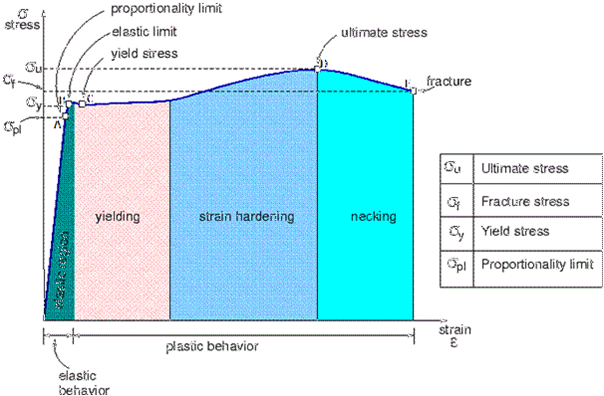 σ
stress
proportionality limit
elastic limit
yield stress
ultimate stress
σu
σf
σy
σpl
A
B
C
D
E
fracture
elastic region
yielding
strain hardening
necking
σu Ultimate stress
σf Fracture stress
σy Yield stress
σpl Proportionality limit
strain
ε
plastic behavior
elastic
behavior